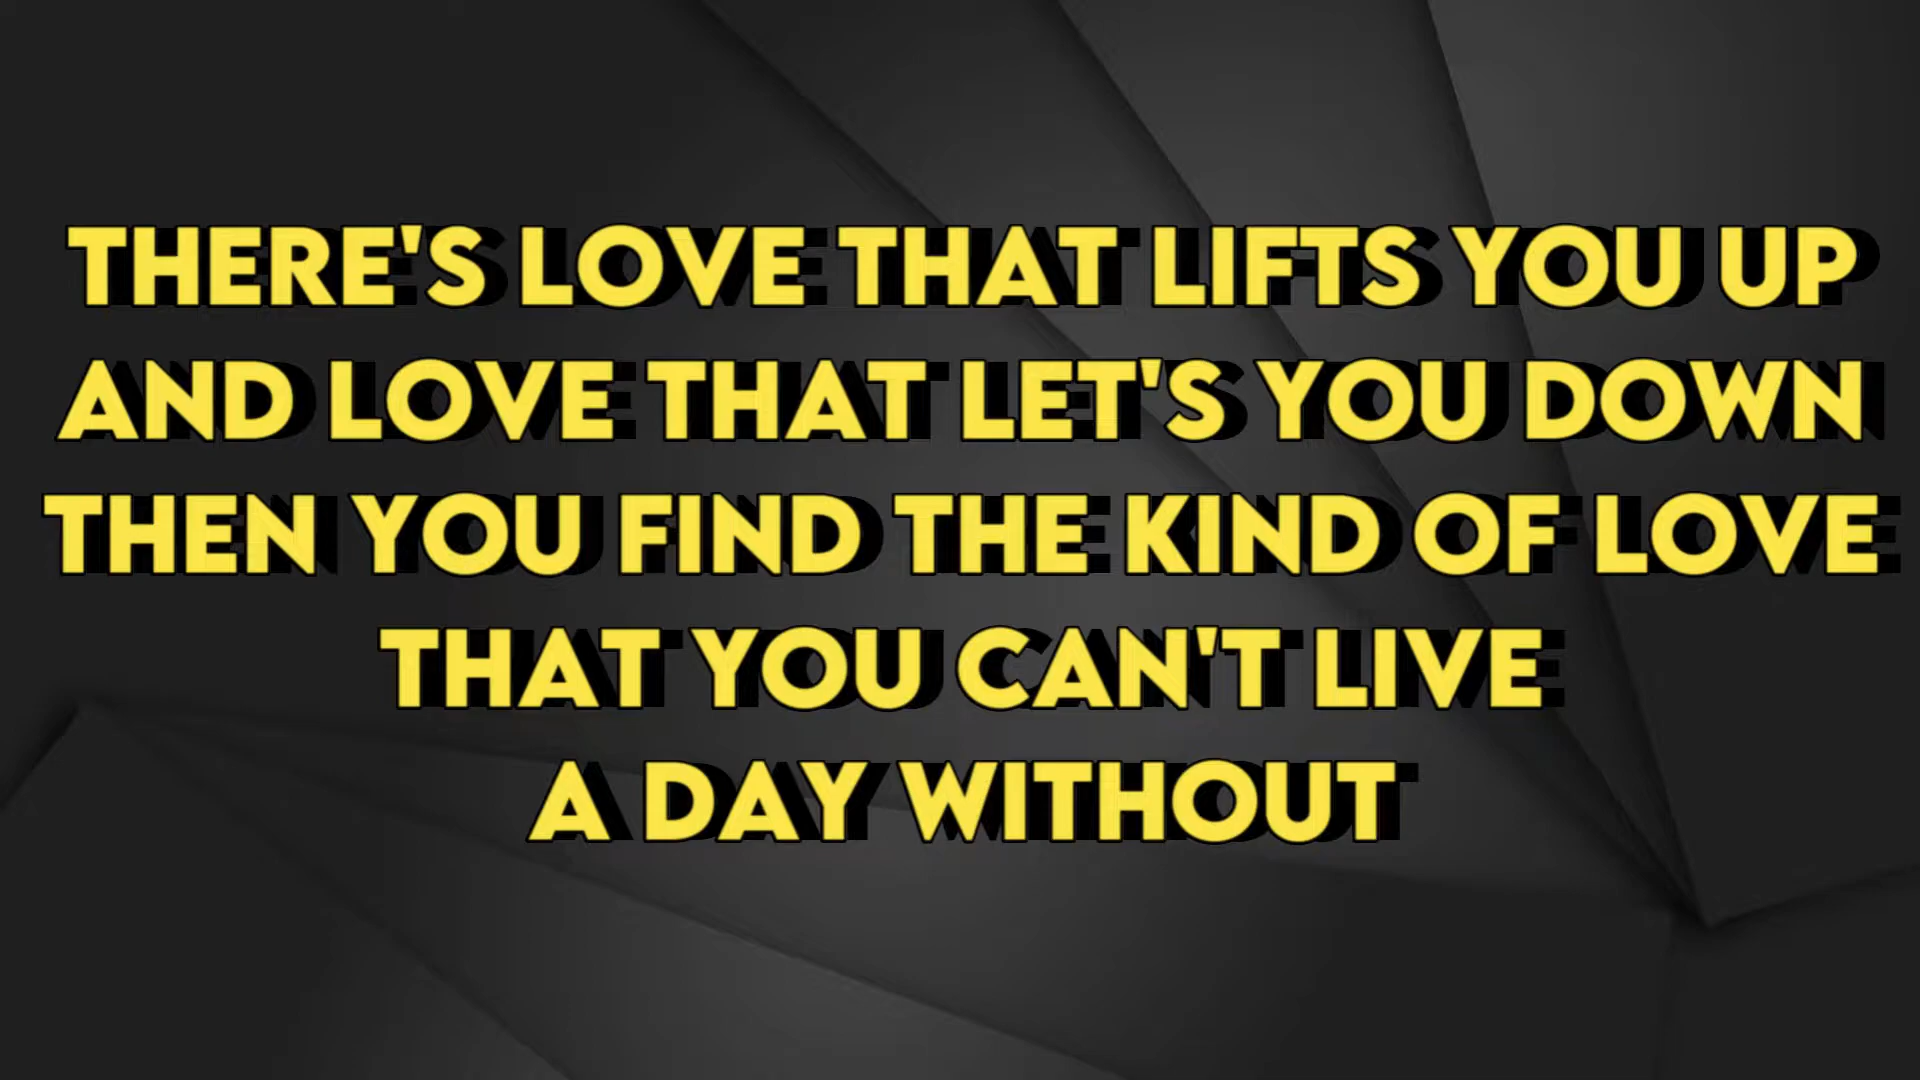 THERE'S LOVE THAT LIFTS YOU UP
AND LOVE THAT LET'S YOU DOWN
THEN YOU FIND THE KIND OF LOVE
THAT YOU CAN'T LIVE
A DAY WITHOUT